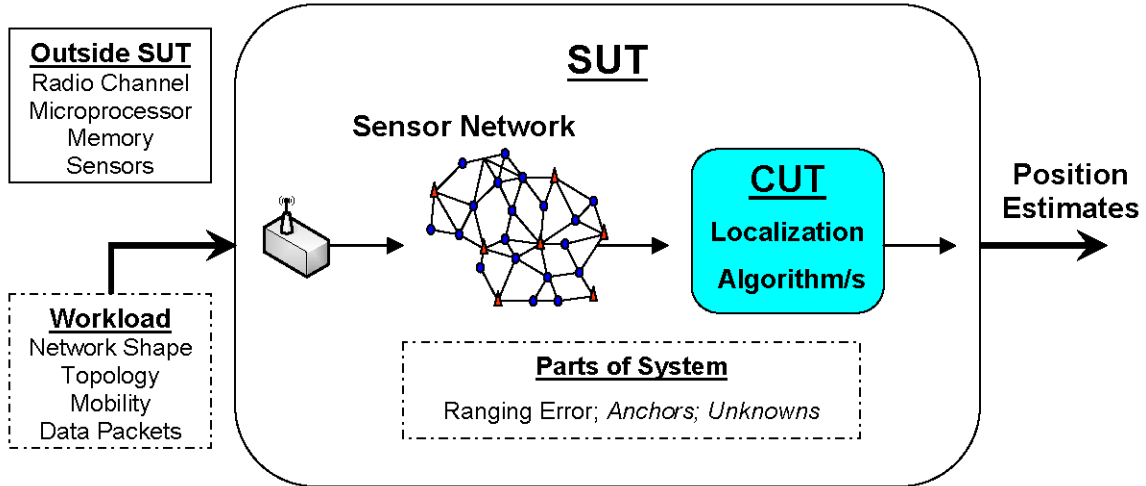 Outside SUT
Radio Channel
Microprocessor
Memory
Sensors
Workload
Network Shape
Topology
Mobility
Data Packets
SUT
Sensor Network
CUT
Localization
Algorithm/s
Parts of System
Ranging Error; Anchors; Unknowns
Position
Estimates